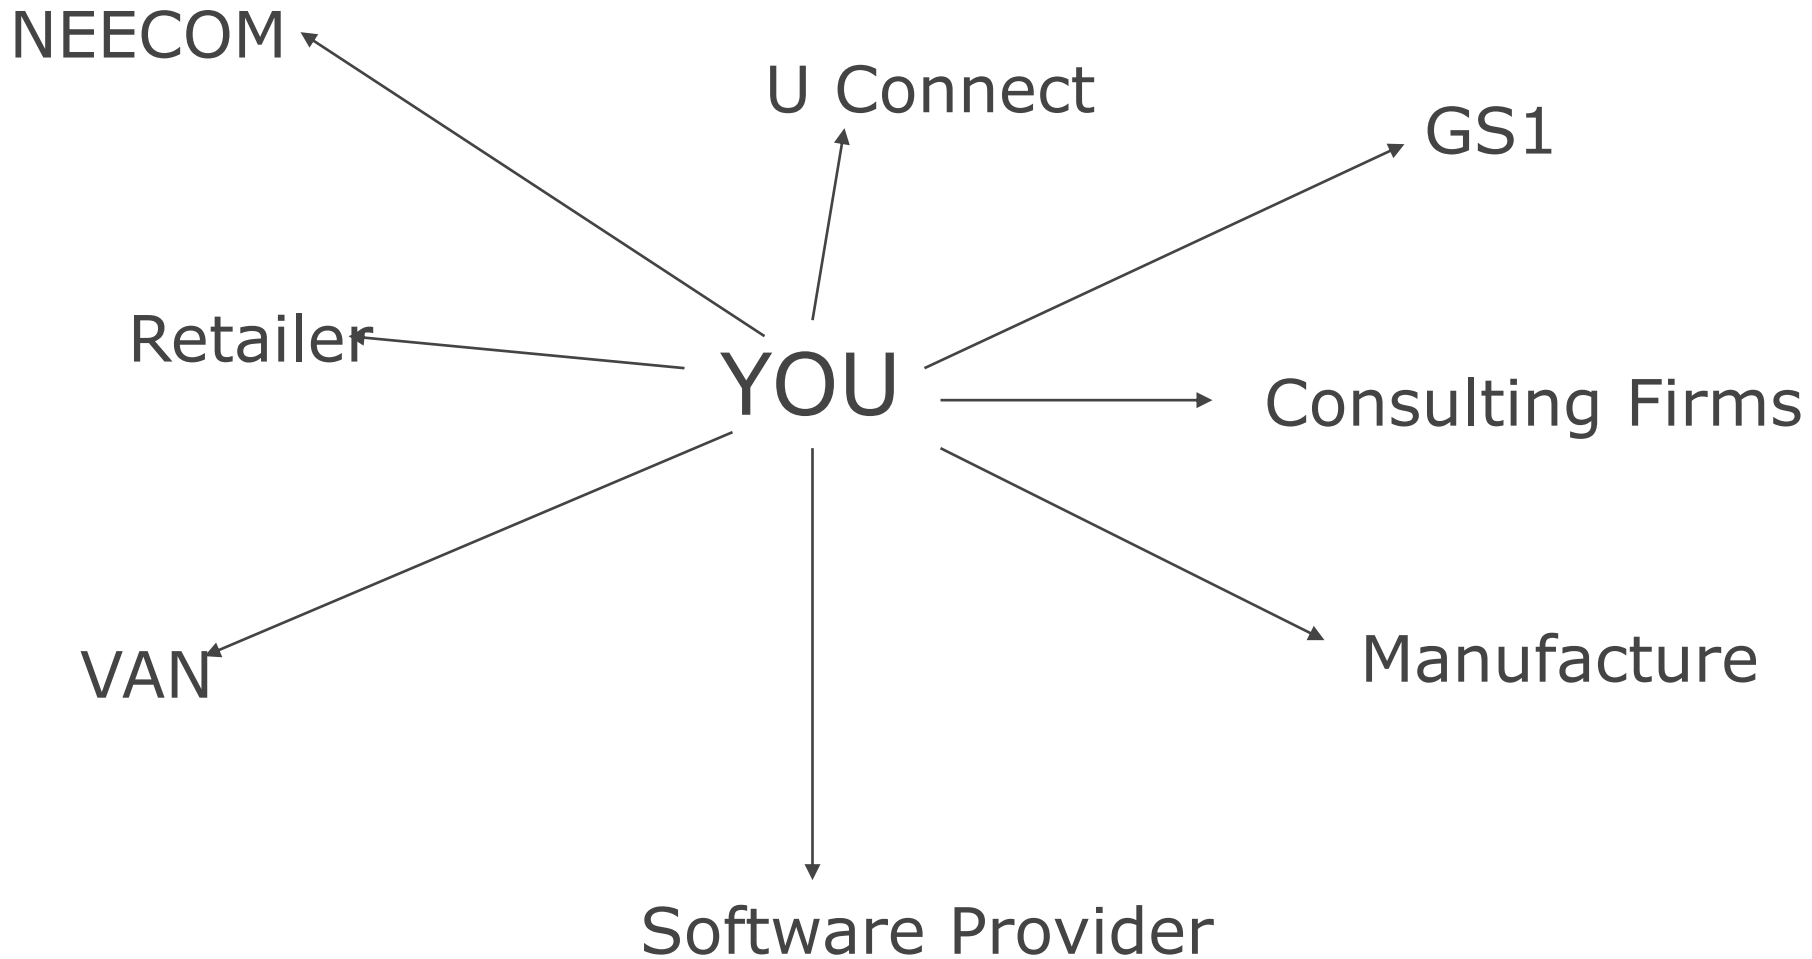 NEECOM
U Connect
GS1
Retailer
YOU
Consulting Firms
VAN
Manufacture
Software Provider